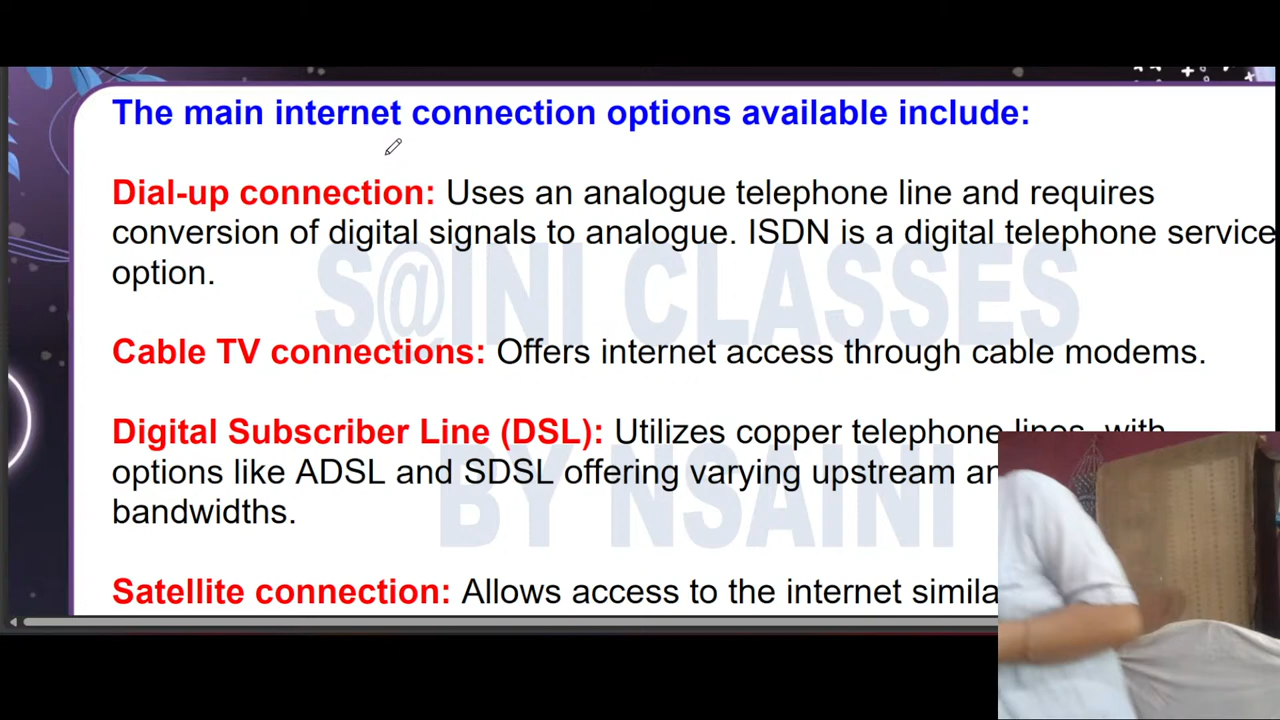 The main internet connection options available include:
Dial-up connection: Uses an analogue telephone line and requires
conversion of digital signals to analogue. ISDN is a digital telephone service
option.
Cable TV connections: Offers internet access through cable modems.
Digital Subscriber Line (DSL): Utilizes copper telephone lines, with
options like ADSL and SDSL offering varying upstream
bandwidths.
Satellite connection: Allows access to the internet
S@INI CLASSES
BY NSAINI